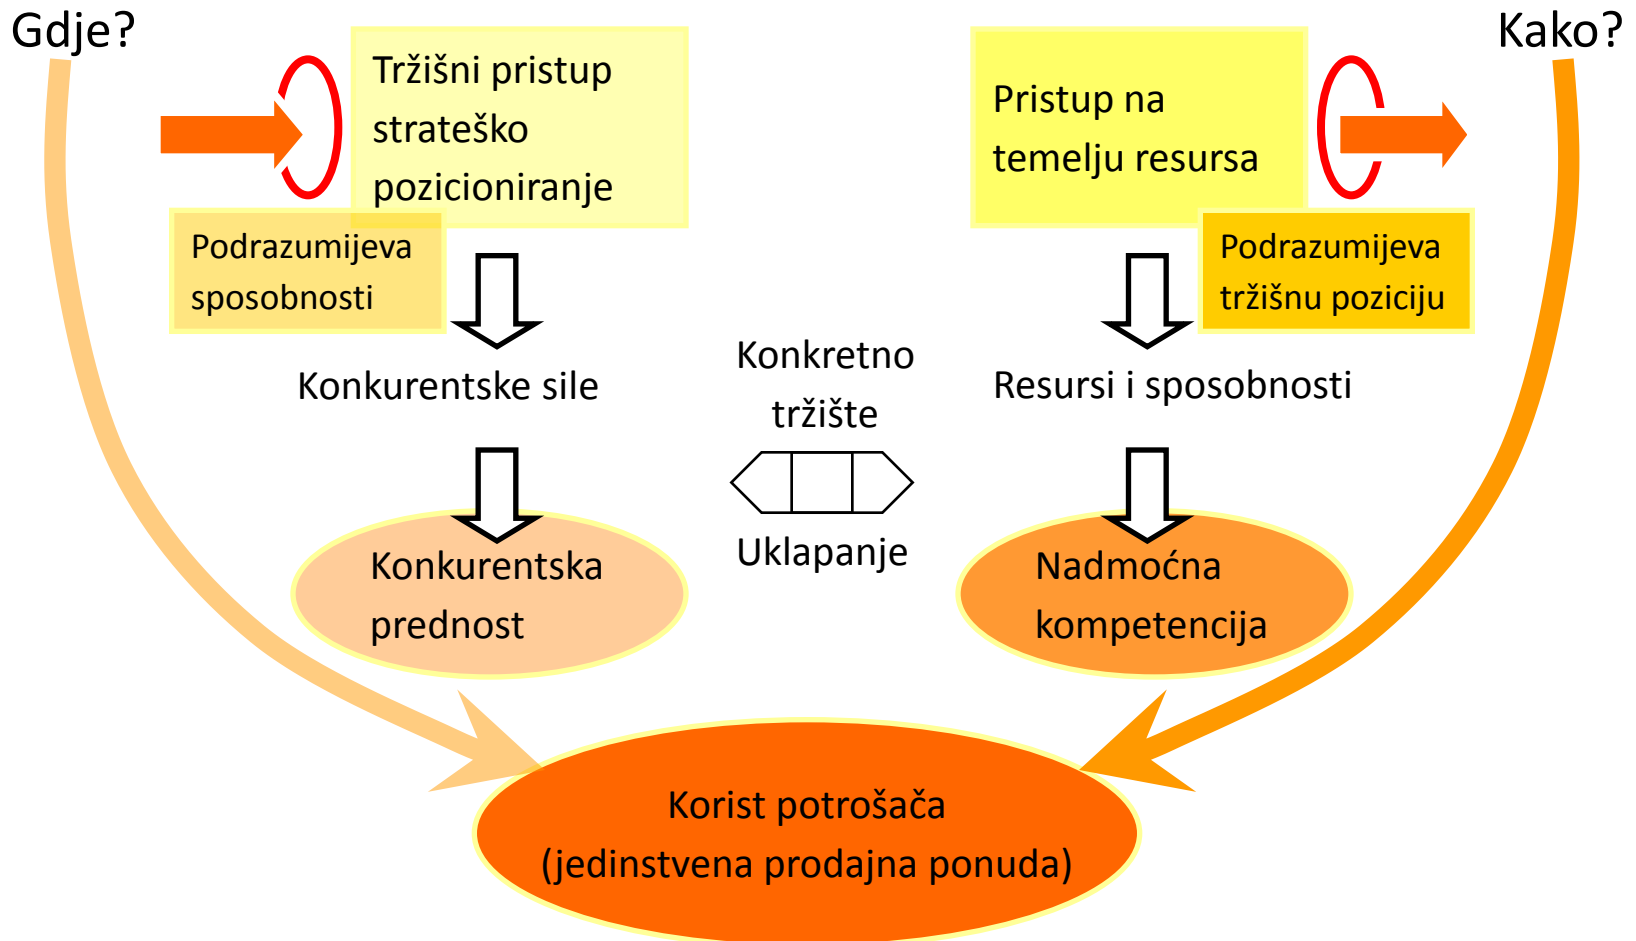 Gdje?
Tržišni pristup
strateško
pozicioniranje
Podrazumijeva
sposobnosti
Konkurentske sile
Konkurentska
prednost
Konkretno
tržište
Uklapanje
Kako?
Pristup na
temelju resursa
Podrazumijeva
tržišnu poziciju
Resursi i sposobnosti
Nadmoćna
kompetencija
Korist potrošača
(jedinstvena prodajna ponuda)